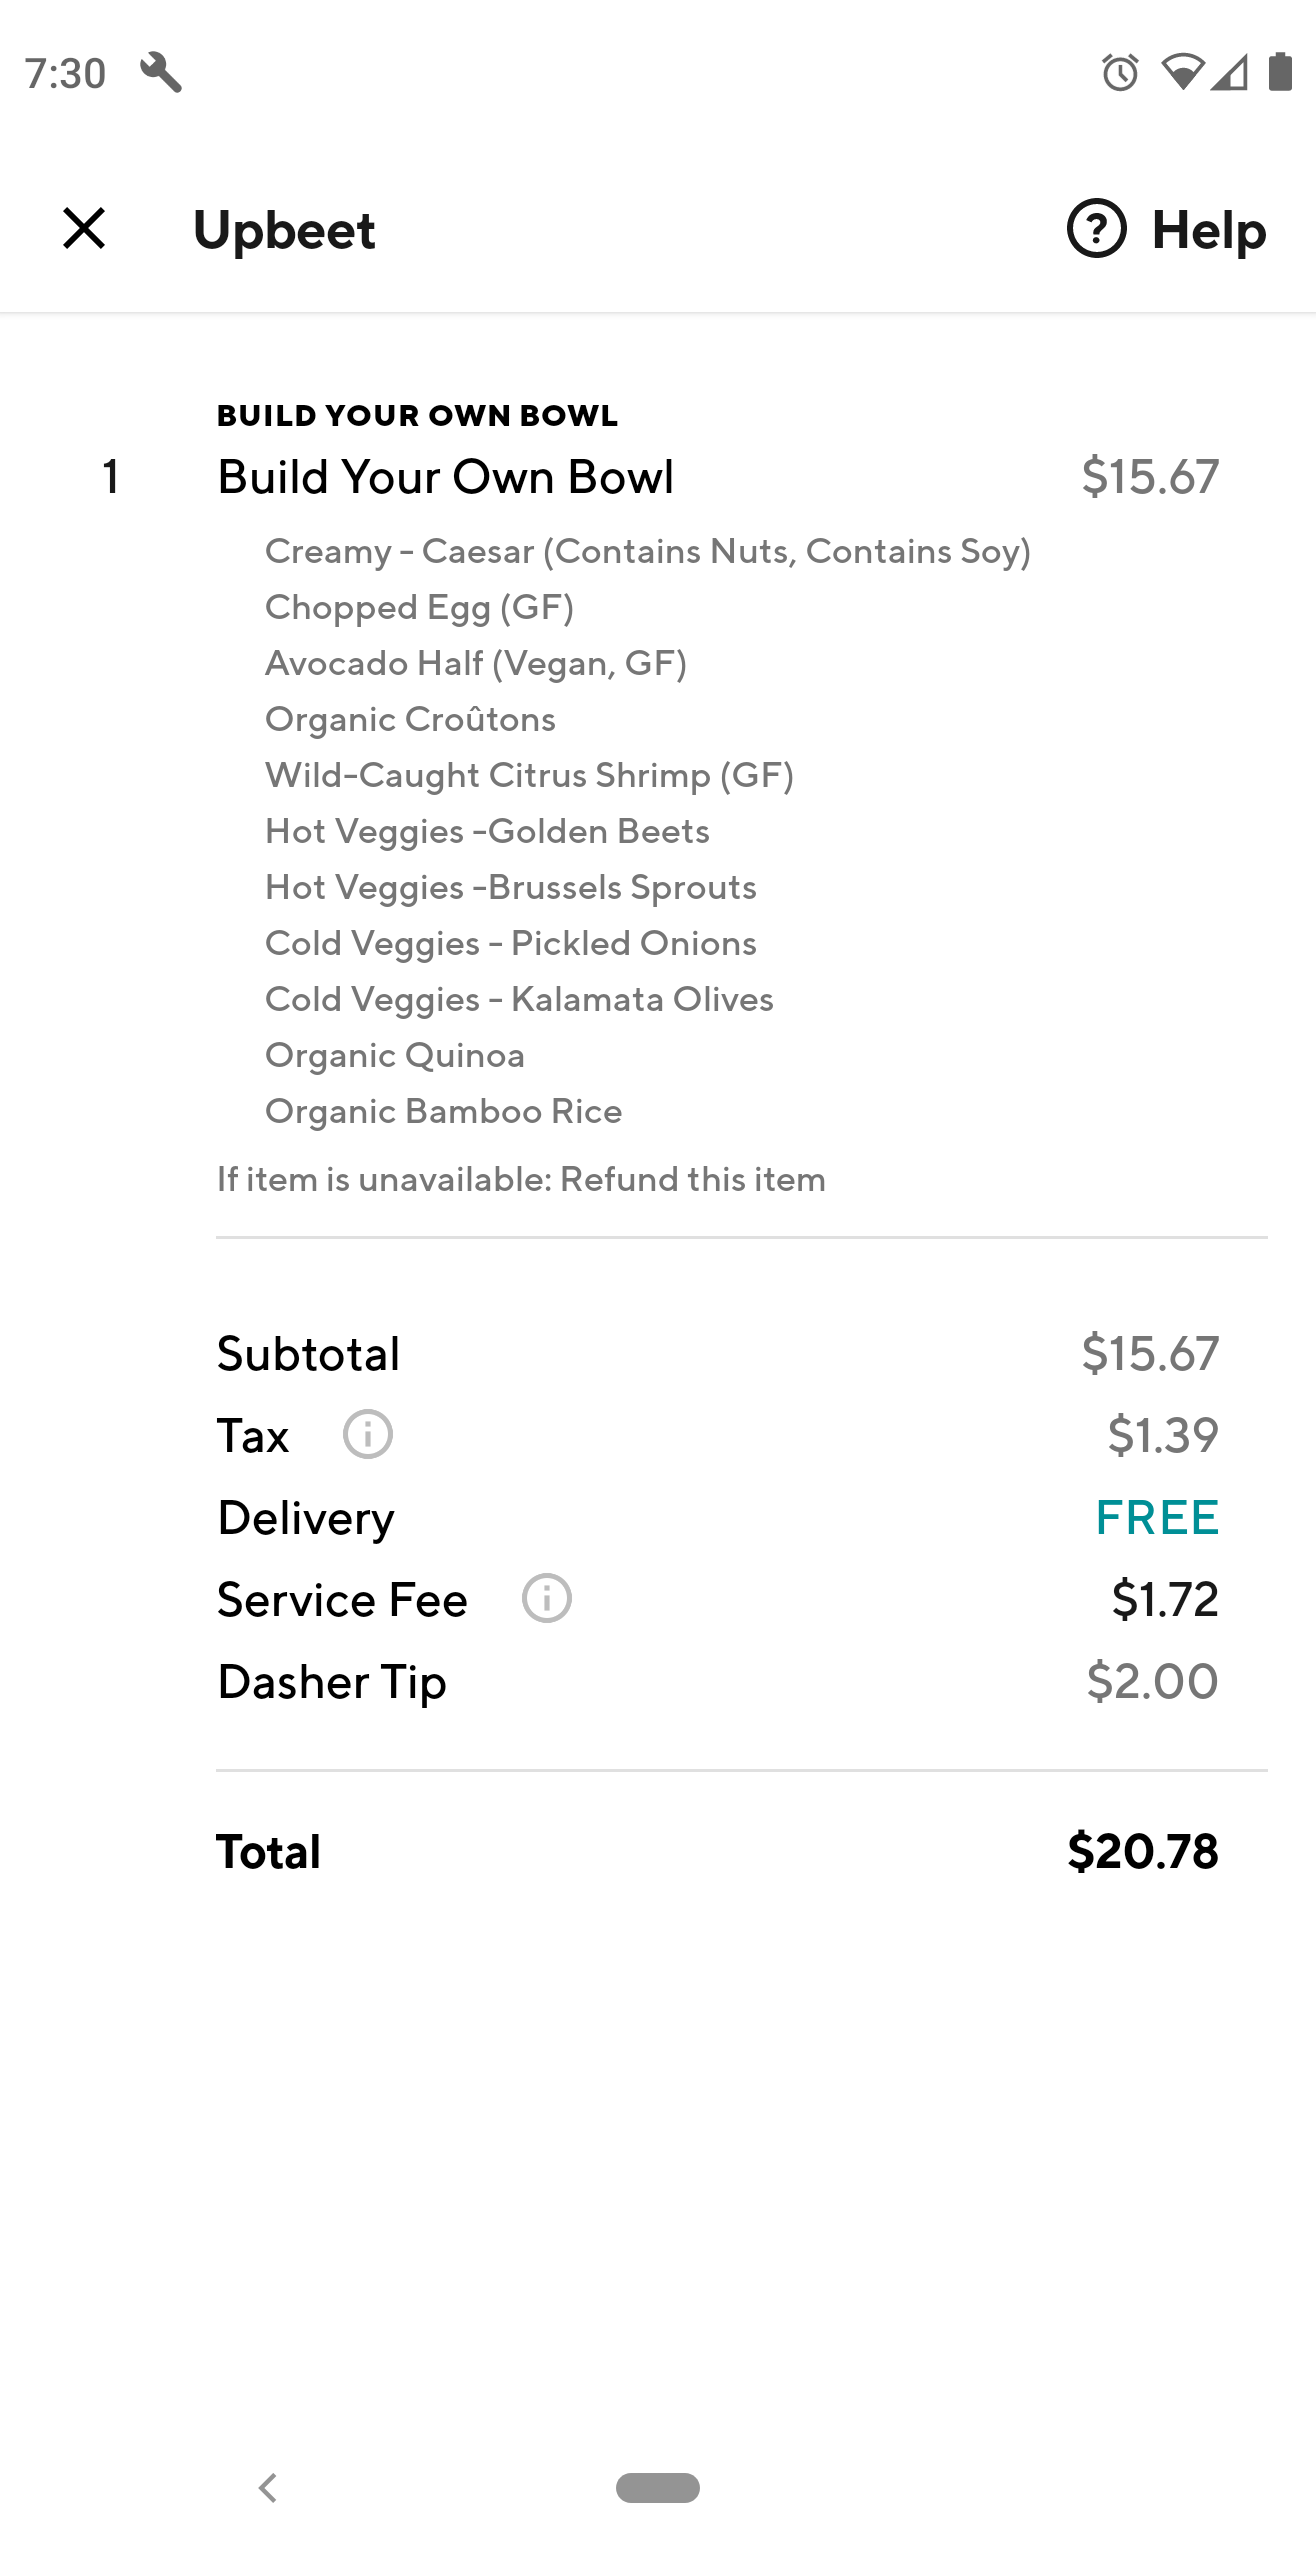 7:30
Upbeet
Help
BUILD YOUR OWN BOWL
1 Build Your Own Bowl $15.67
Creamy - Caesar (Contains Nuts, Contains Soy)
Chopped Egg (GF)
Avocado Half (Vegan, GF)
Organic Croûtons
Wild-Caught Citrus Shrimp (GF)
Hot Veggies -Golden Beets
Hot Veggies -Brussels Sprouts
Cold Veggies - Pickled Onions
Cold Veggies - Kalamata Olives
Organic Quinoa
Organic Bamboo Rice
If item is unavailable: Refund this item
Subtotal $15.67
Tax $1.39
Delivery FREE
Service Fee $1.72
Dasher Tip $2.00
Total $20.78